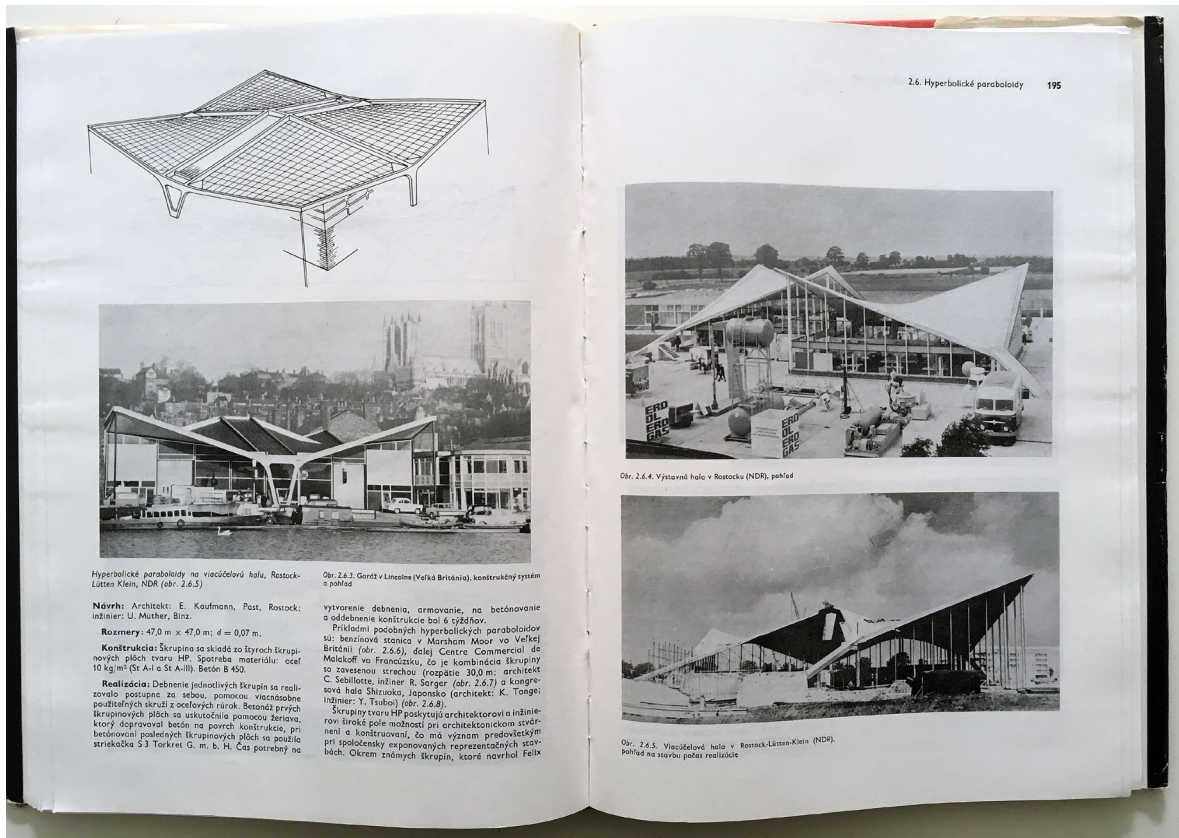 Hyperbolické paraboloidy na viacúčelovú halu, Rostock-
Lütten Klein, NDR (obr. 2.6.5)
Návrh: Architekt: E. Kaufmann, Past, Rostock;
inžinier: U. Müther, Binz.
Rozmery: 47,0 m × 47,0 m; d = 0,07 m.
Konštrukcia: Škrupina sa skladá zo štyroch škrupi-
nových plôch tvaru HP. Spotreba materiálu: oceľ
10 kg/m² (St A-I a St A-III). Betón B 450.
Realizácia: Debnenie jednotlivých škrupín sa reali-
zovalo postupne za sebou, pomocou viacnásobne
použiteľných skruží z oceľových rúrok. Betonáž prvých
škrupinových plôch sa uskutočnila pomocou žeriava,
ktorý dopravoval betón na povrch konštrukcie, pri
betónovaní posledných škrupinových plôch sa použila
striekačka S 3 Torkret G. m. b. H. Čas potrebný na
Obr. 2.6.3. Garáž v Lincolne (Veľká Británia), konštrukčný systém
a pohľad
vytvorenie debnenia, armovanie, na betónovanie
a oddebnenie konštrukcie bol 6 týždňov.
Príkladmi podobných hyperbolických paraboloidov
sú: benzínová stanica v Marsham Moor vo Veľkej
Británii (obr. 2.6.6), ďalej Centre Commercial de
Malakoff vo Francúzsku, čo je kombinácia škrupiny
so zavesenou strechou (rozpätie 30,0 m; architekt
C. Sebillotte, inžinier R. Sarger (obr. 2.6.7) a kongre-
sová hala Shizuoka, Japonsko (architekt: K. Tange;
inžinier: Y. Tsuboi) (obr. 2.6.8).
Škrupiny tvaru HP poskytujú architektorovi a inžinie-
rovi široké pole možností pri architektonickom stvár-
není a konštruovaní, čo má význam predovšetkým
pri spoločensky exponovaných reprezentačných stav-
bách. Okrem známych škrupín, ktoré navrhol Felix
2.6. Hyperbolické paraboloidy 195
ERD
OL
ERD
GAS
ERD
OL
ERD
GAS
Obr. 2.6.4. Výstavná hala v Rostocku (NDR), pohľad
Obr. 2.6.5. Viacúčelová hala v Rostock-Lütten-Klein (NDR),
pohľad na stavbu počas realizácie